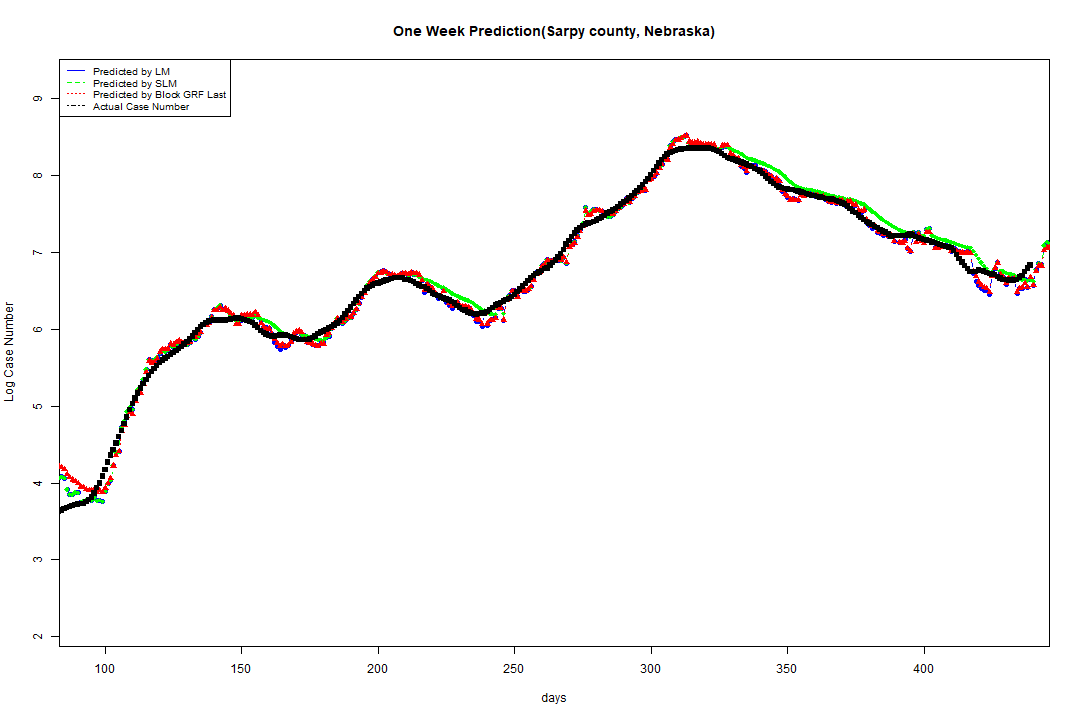 One Week Prediction(Sarpy county, Nebraska)
Predicted by LM
Predicted by SLM
Predicted by Block GRF Last
Actual Case Number
9
8
7
6
5
4
3
2
Log Case Number
100 150 200 250 300 350 400
days